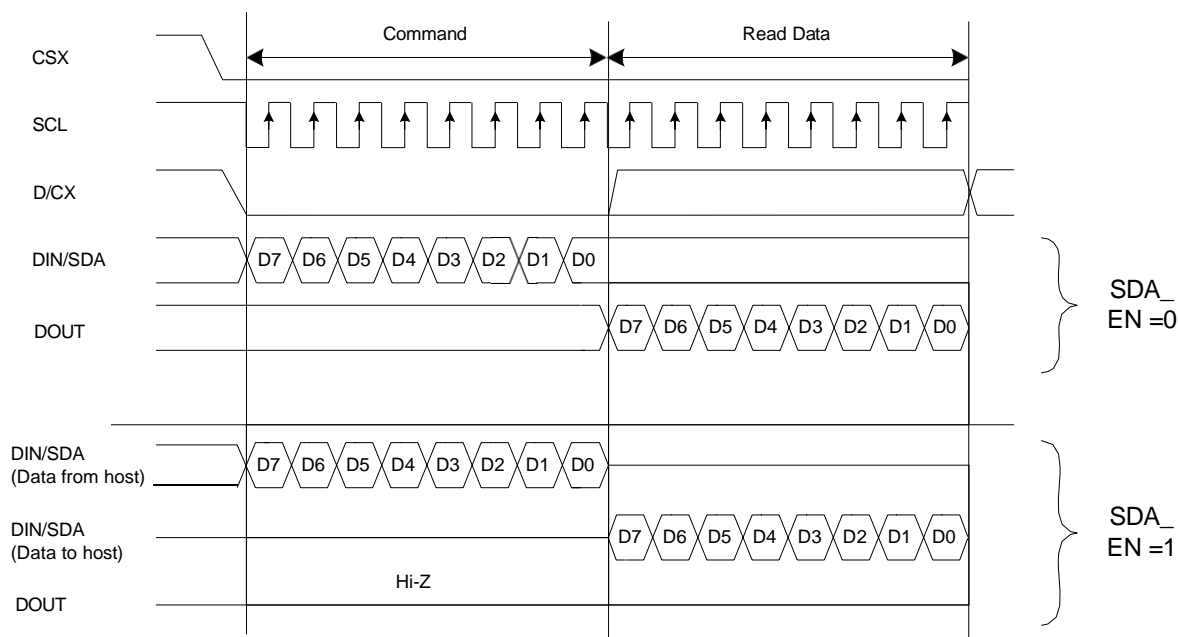 Command Read Data
CSX
SCL
D/CX
DIN/SDA D7 D6 D5 D4 D3 D2 D1 D0
DOUT D7 D6 D5 D4 D3 D2 D1 D0
SDA_
EN =0
DIN/SDA
(Data from host) D7 D6 D5 D4 D3 D2 D1 D0
DIN/SDA
(Data to host) D7 D6 D5 D4 D3 D2 D1 D0
SDA_
EN =1
Hi-Z
DOUT